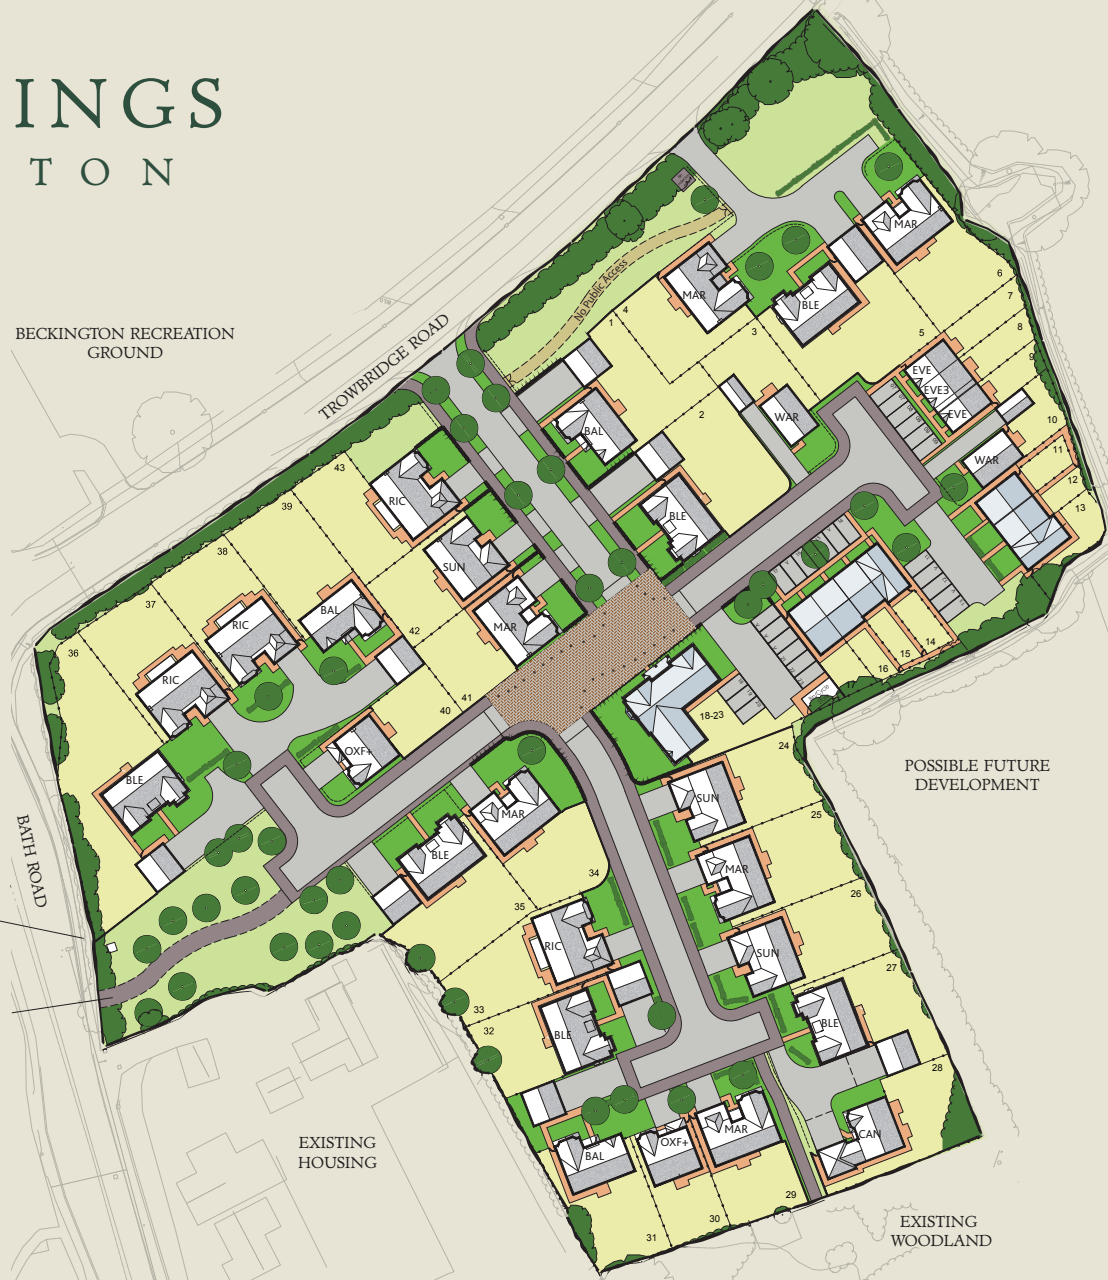 INGS
TON
BECKINGTON RECREATION
GROUND
TROWBRIDGE ROAD
No Public Access
MAR
MAR
BLE
6
7
8
9
10
11
12
13
1
4
3
5
2
EVE
EVE3
EVE
WAR
WAR
BAL
BLE
43
39
38
37
36
RIC
SUN
MAR
BAL
RIC
RIC
42
41
40
OXF+
BLE
BATH ROAD
14
15
16
17
18-23
24
POSSIBLE FUTURE
DEVELOPMENT
SUN
25
MAR
26
SUN
27
BLE
28
CAN
MAR
BLE
34
35
RIC
33
32
BLE
BAL
OXF+
MAR
29
30
31
EXISTING
HOUSING
EXISTING
WOODLAND